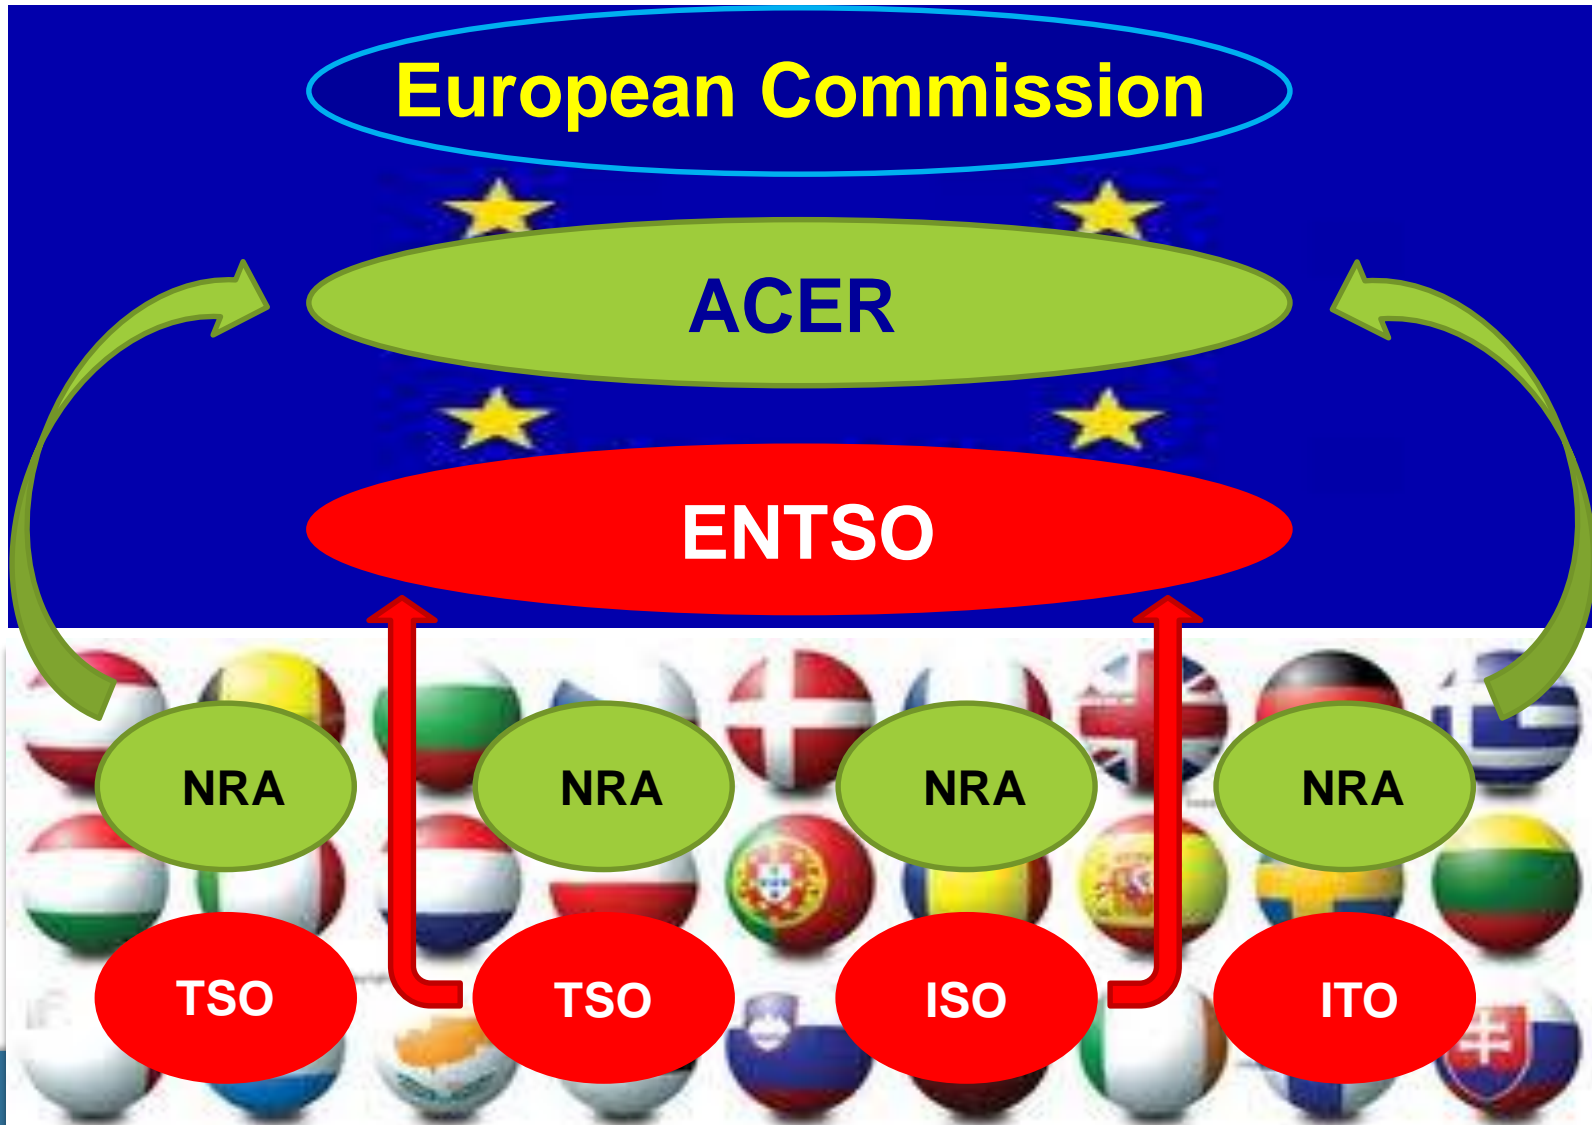 European Commission
ACER
ENTSO
NRA NRA NRA NRA
TSO TSO ISO ITO